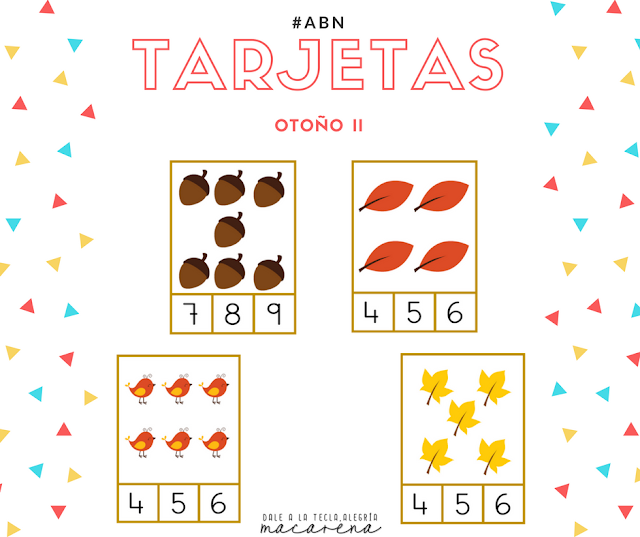 #ABN
TARJETAS
OTOÑO II
7 8 9
4 5 6
4 5 6
4 5 6
DALE A LA TECLA, ALEGRÍA
macarena